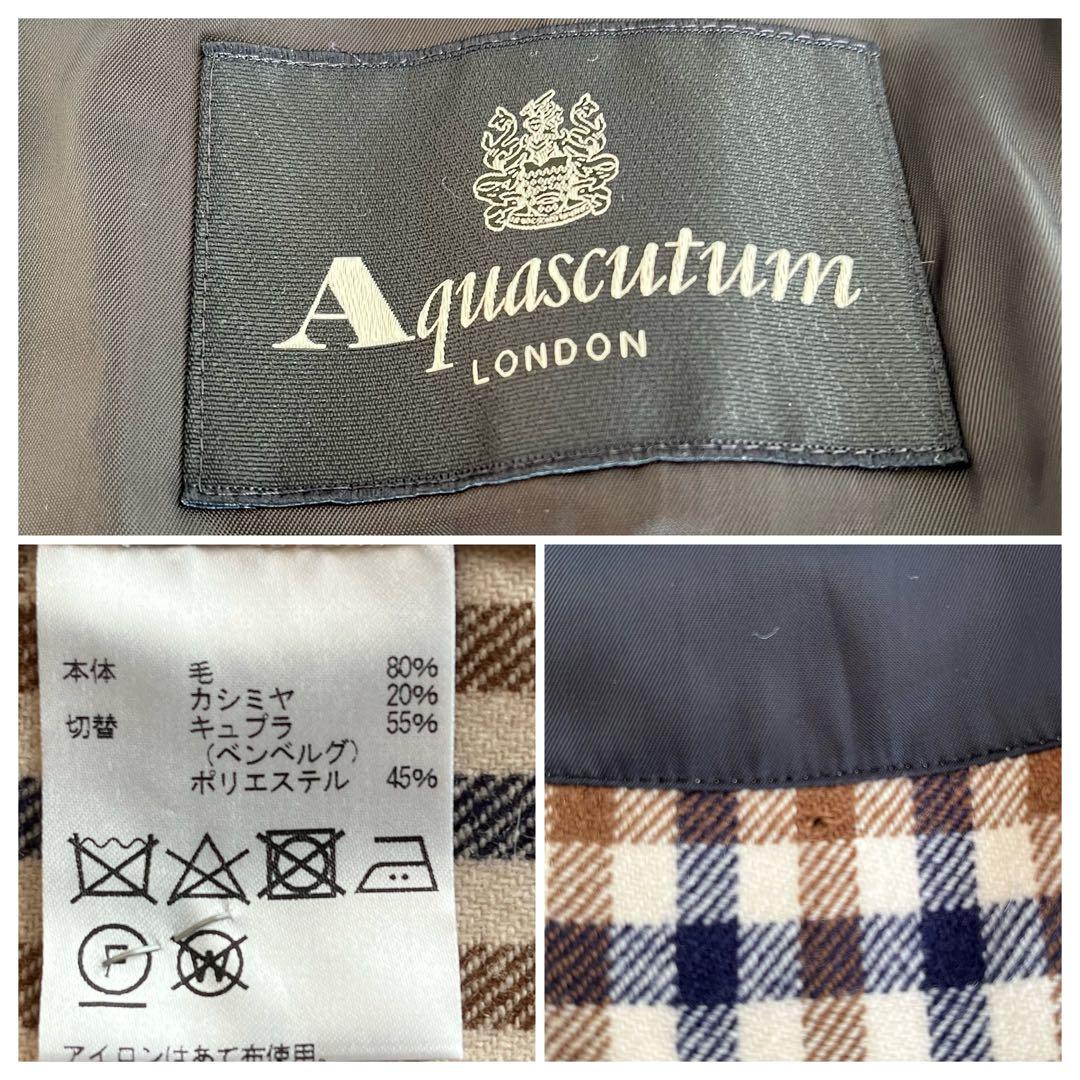 Aquascutum
LONDON
本体 毛 80%
カシミヤ 20%
切替 キュプラ 55%
(ベンベルグ)
ポリエステル 45%
F W
アイロンはあて布使用。